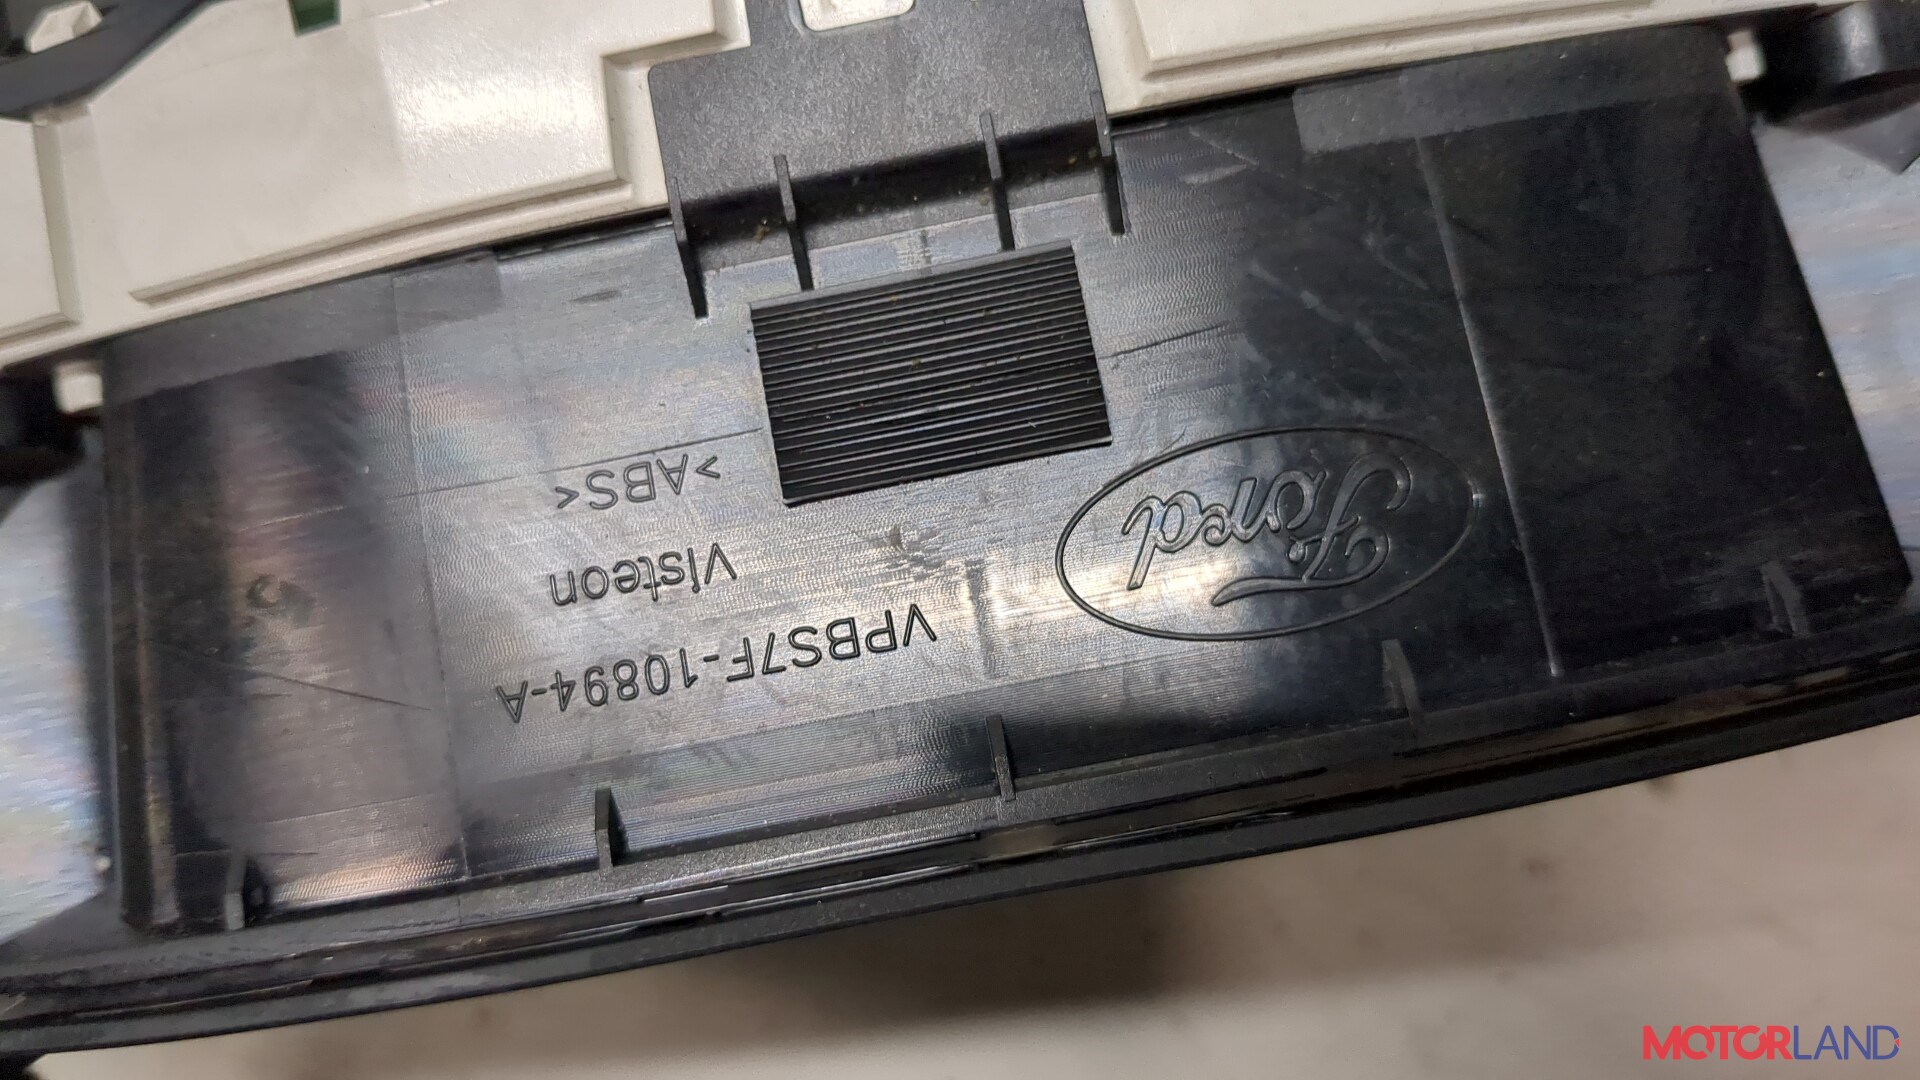 VPBS7F-10894-A
Visteon
>ABS<
Ford
MOTORLAND